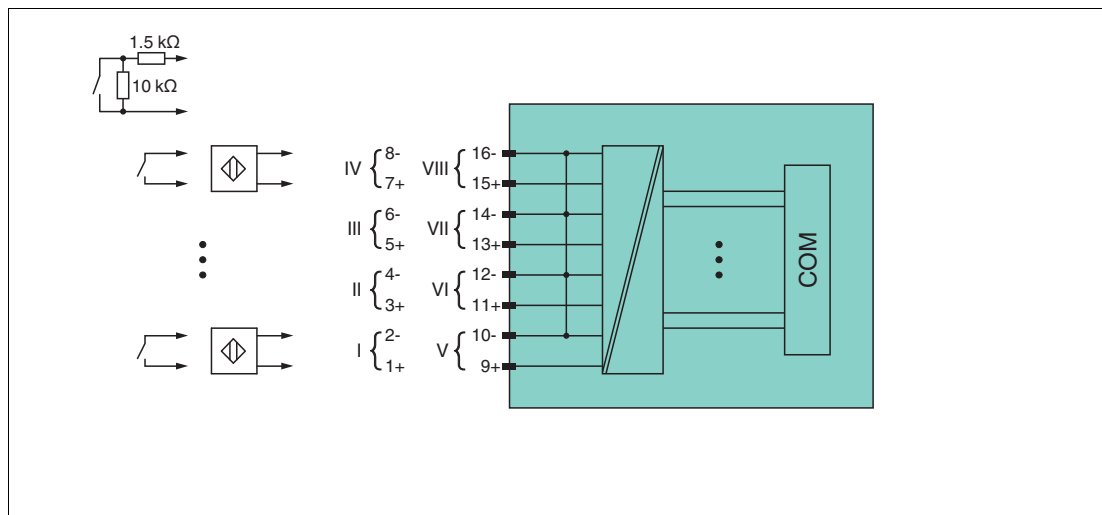 1.5 kΩ
10 kΩ
IV { 8- VIII { 16-
7+ 15+
III { 6- VII { 14-
5+ 13+
II { 4- VI { 12-
3+ 11+
I { 2- V { 10-
1+ 9+
COM